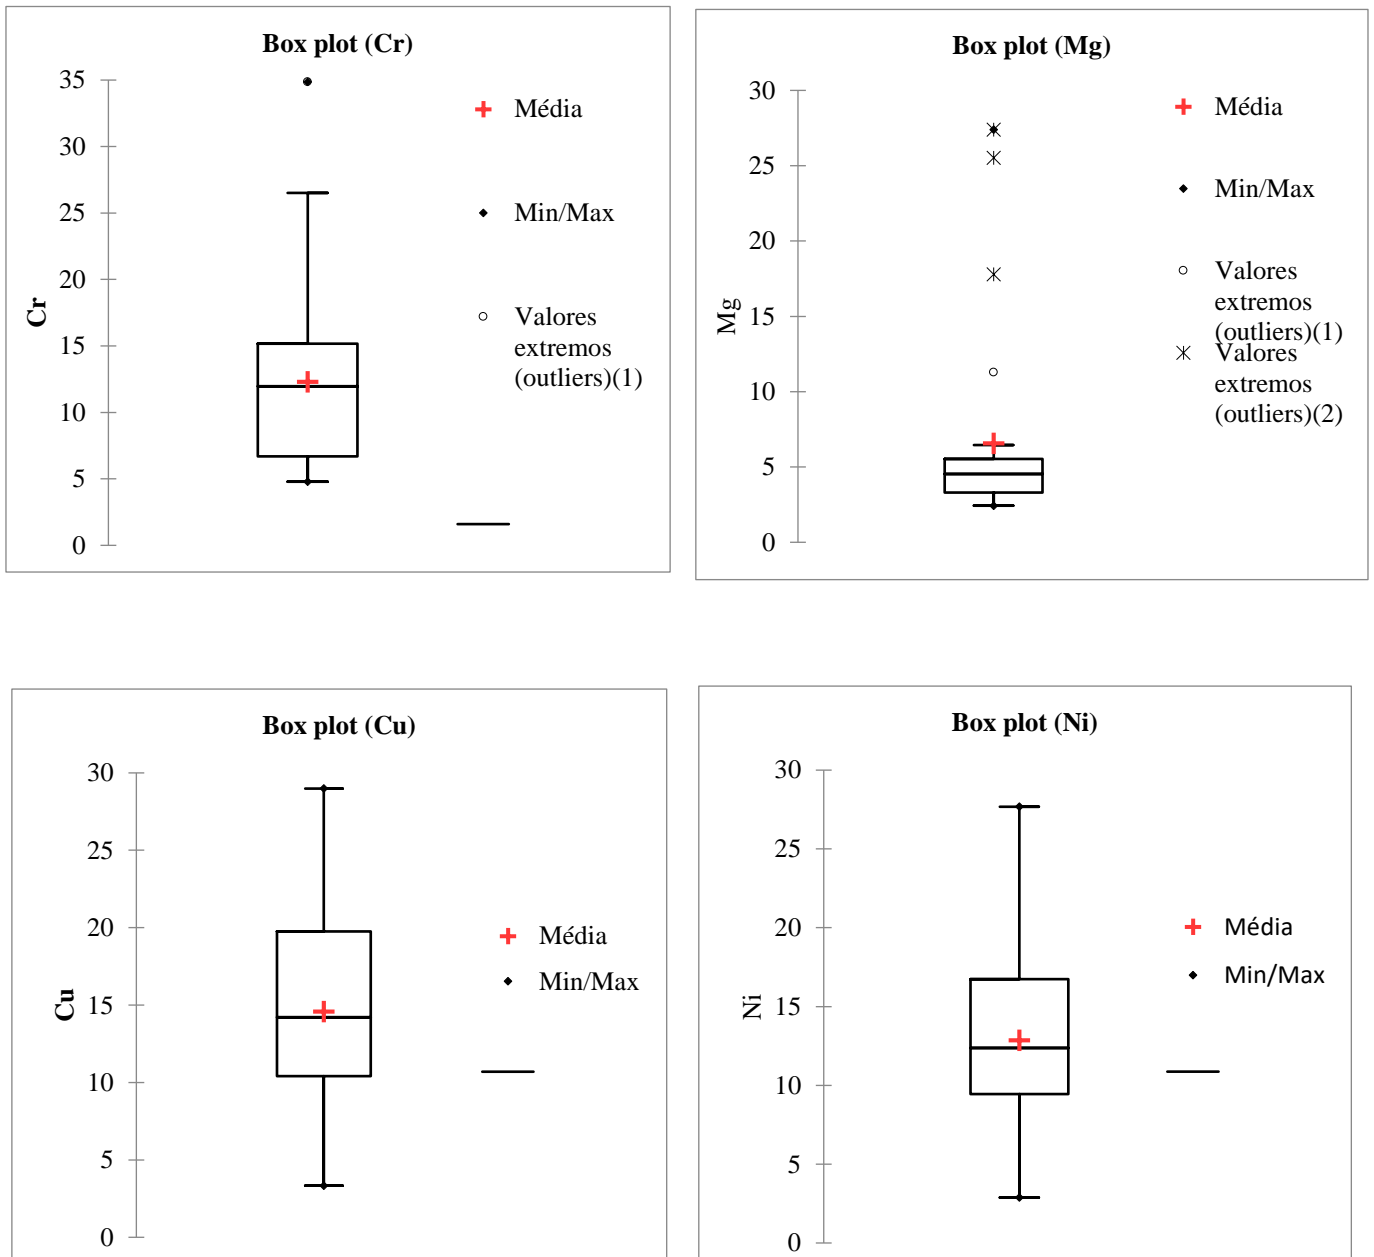 Box plot (Cr)
35
30
25
20
15
10
5
0
Cr
Média
Min/Max
Valores
extremos
(outliers)(1)
Box plot (Mg)
30
25
20
15
10
5
0
Mg
Média
Min/Max
Valores
extremos
(outliers)(1)
Valores
extremos
(outliers)(2)
Box plot (Cu)
30
25
20
15
10
5
0
Cu
Média
Min/Max
Box plot (Ni)
30
25
20
15
10
5
0
Ni
Média
Min/Max